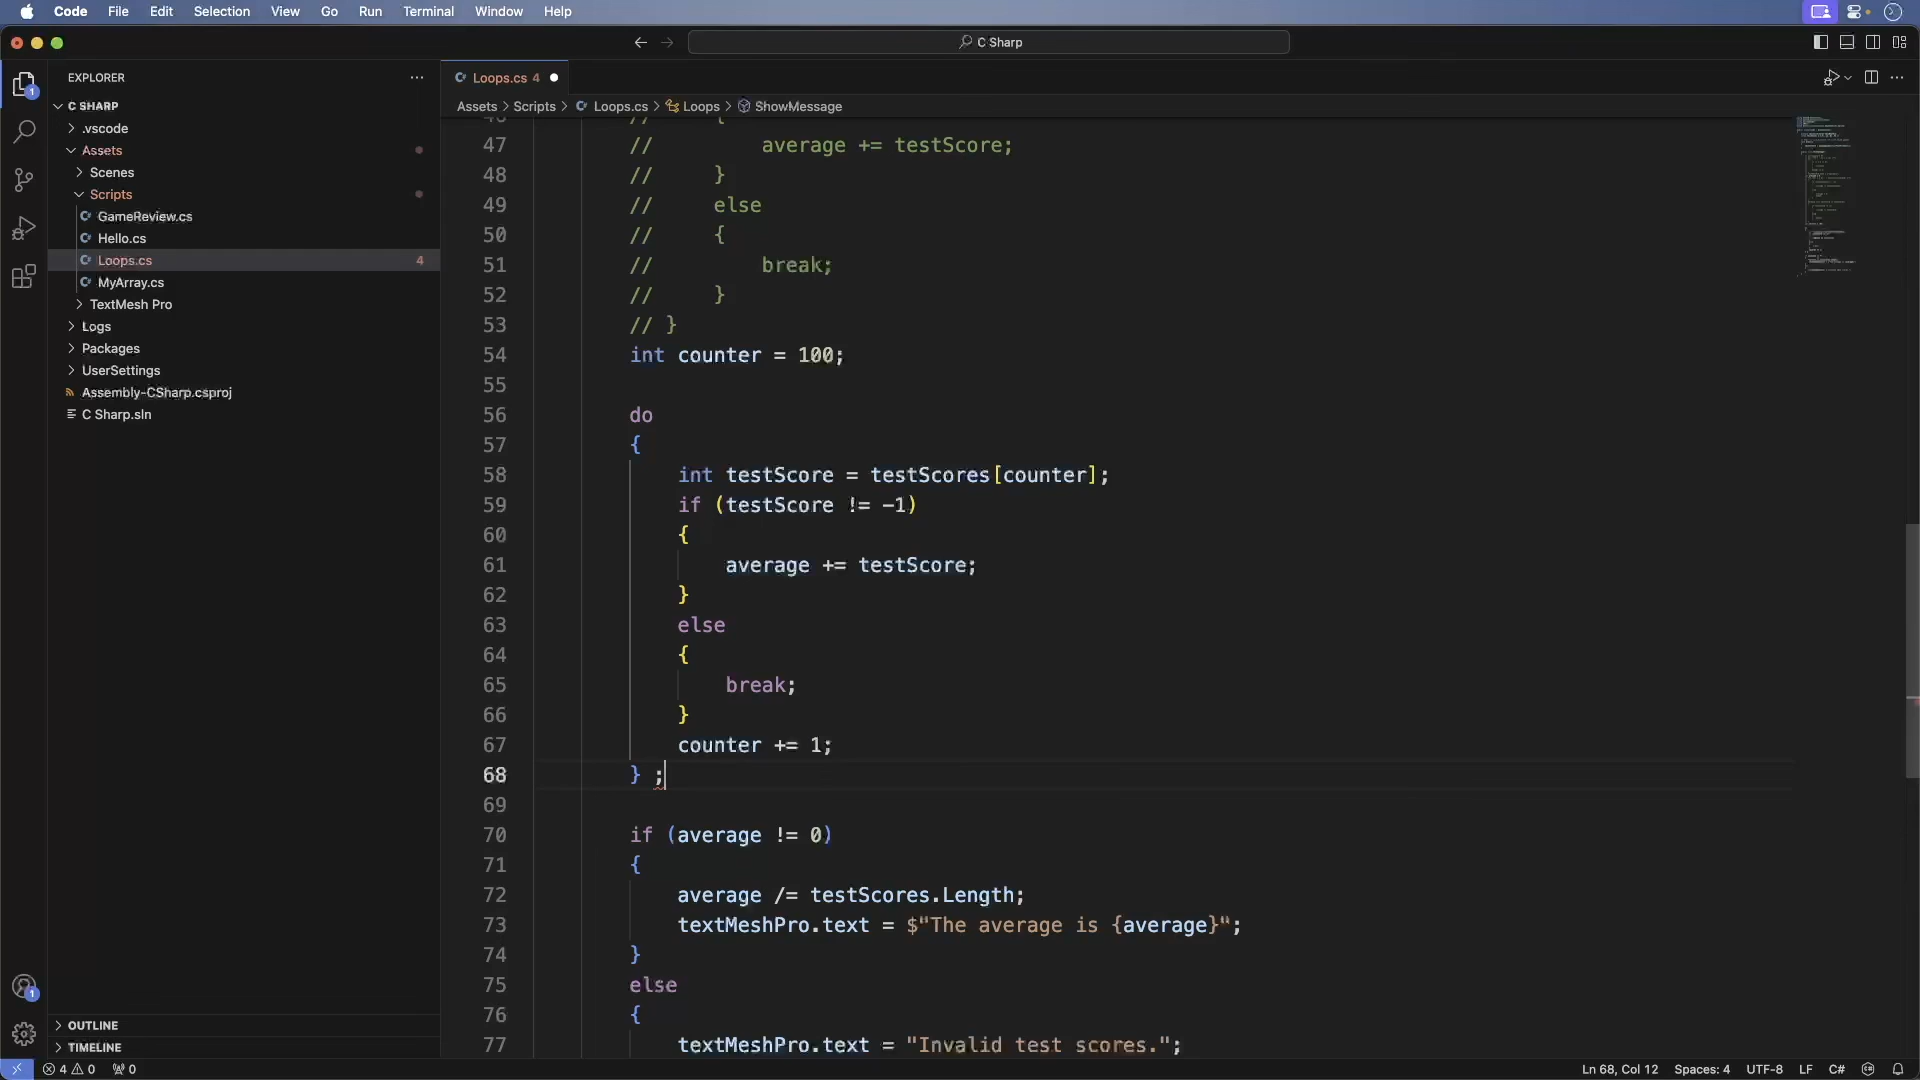 Code File Edit Selection View Go Run Terminal Window Help
C Sharp
EXPLORER
C SHARP
.vscode
Assets
Scenes
Scripts
GameReview.cs
Hello.cs
Loops.cs 4
MyArray.cs
TextMesh Pro
Logs
Packages
UserSettings
Assembly-CSharp.csproj
C Sharp.sln
OUTLINE
TIMELINE
1
1
Loops.cs 4
Assets > Scripts > Loops.cs > Loops > ShowMessage
46 // {
47 // average += testScore;
48 // }
49 // else
50 // {
51 // break;
52 // }
53 // }
54 int counter = 100;
55
56 do
57 {
58 int testScore = testScores[counter];
59 if (testScore != -1)
60 {
61 average += testScore;
62 }
63 else
64 {
65 break;
66 }
67 counter += 1;
68 } ;
69
70 if (average != 0)
71 {
72 average /= testScores.Length;
73 textMeshPro.text = $"The average is {average}";
74 }
75 else
76 {
77 textMeshPro.text = "Invalid test scores.";
4 0 0
Ln 68, Col 12 Spaces: 4 UTF-8 LF C#